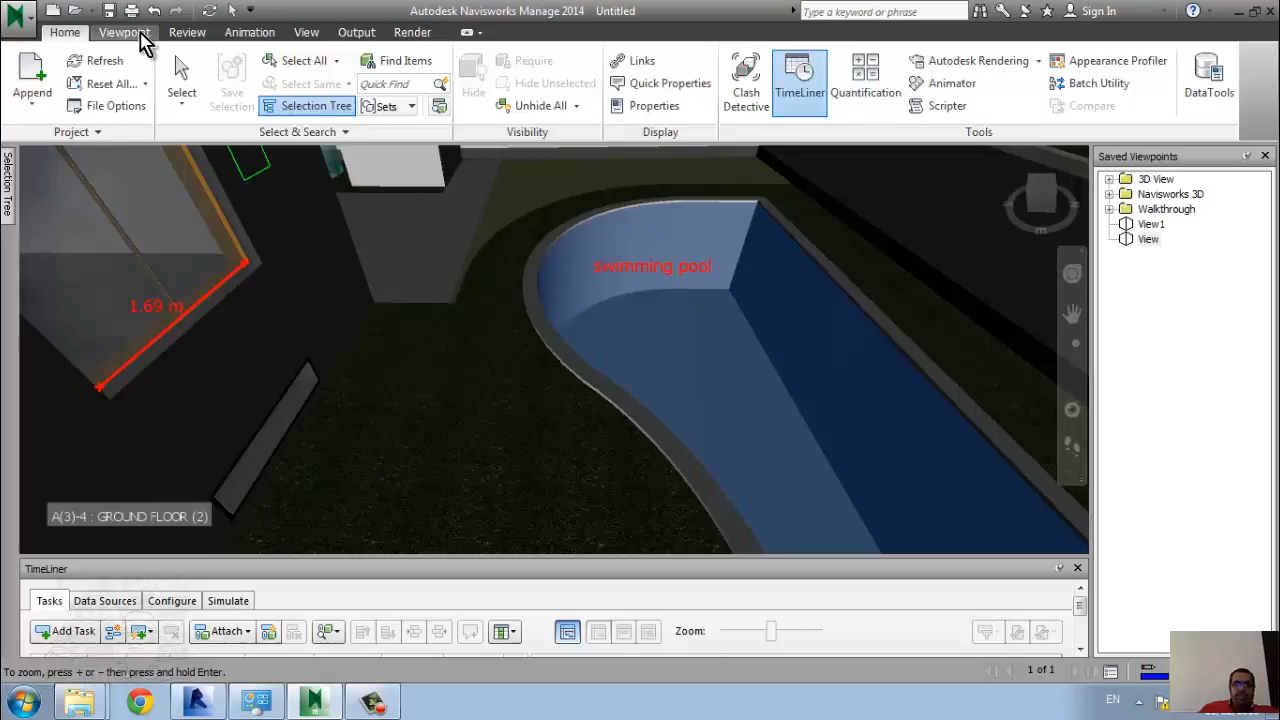 Autodesk Navisworks Manage 2014 Untitled
Type a keyword or phrase
Sign In
Home Viewpoint Review Animation View Output Render
Append
Refresh
Reset All...
File Options
Project
Select
Save Selection
Select All
Select Same
Selection Tree
Find Items
Quick Find
Sets
Select & Search
Hide
Require
Hide Unselected
Unhide All
Visibility
Links
Quick Properties
Properties
Display
Clash Detective
TimeLiner
Quantification
Autodesk Rendering
Animator
Scripter
Appearance Profiler
Batch Utility
Compare
DataTools
Tools
Selection Tree
swimming pool
1.69 m
A(3)-4 : GROUND FLOOR (2)
Saved Viewpoints
3D View
Navisworks 3D
Walkthrough
View1
View
TimeLiner
Tasks Data Sources Configure Simulate
Add Task
Attach
Zoom:
To zoom, press + or – then press and hold Enter.
1 of 1
EN